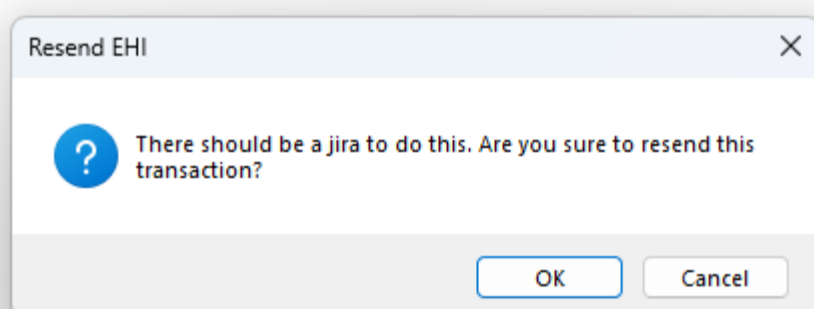 Resend EHI
There should be a jira to do this. Are you sure to resend this
transaction?
OK
Cancel